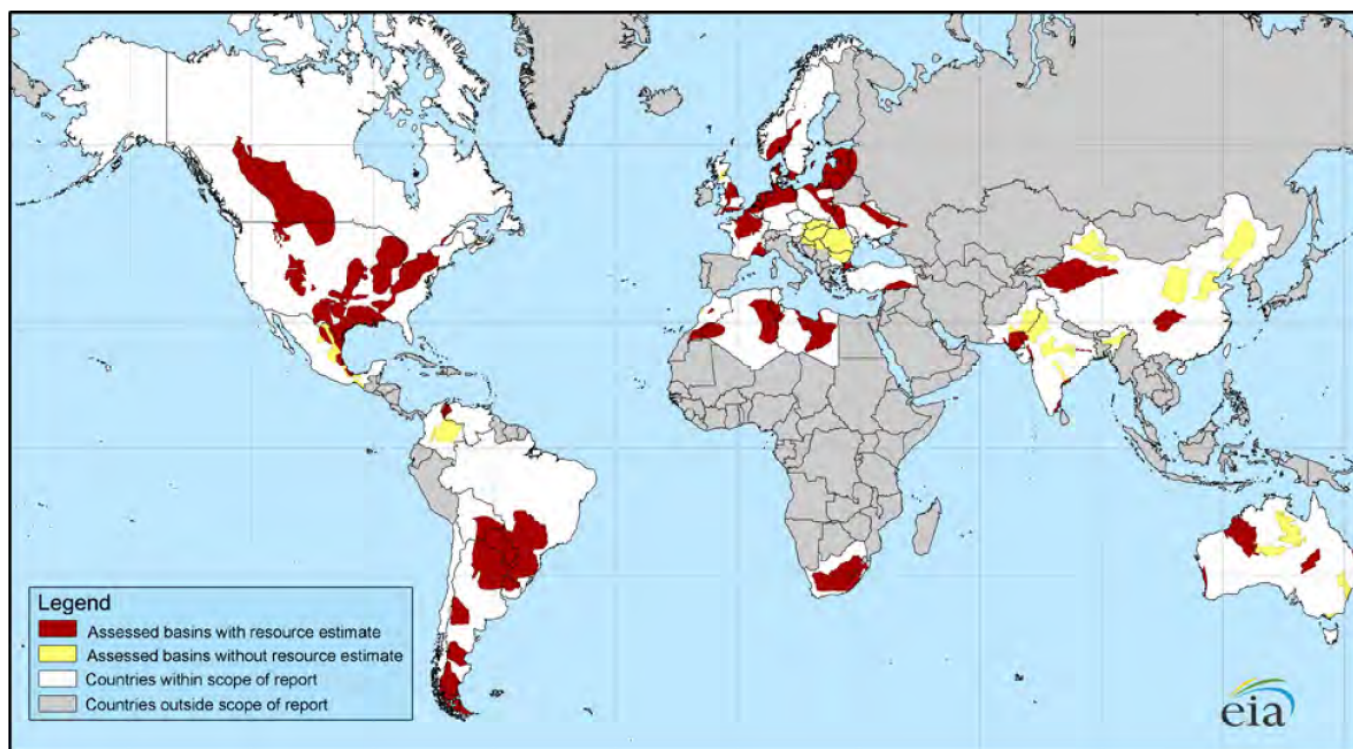 Legend
Assessed basins with resource estimate
Assessed basins without resource estimate
Countries within scope of report
Countries outside scope of report
eia